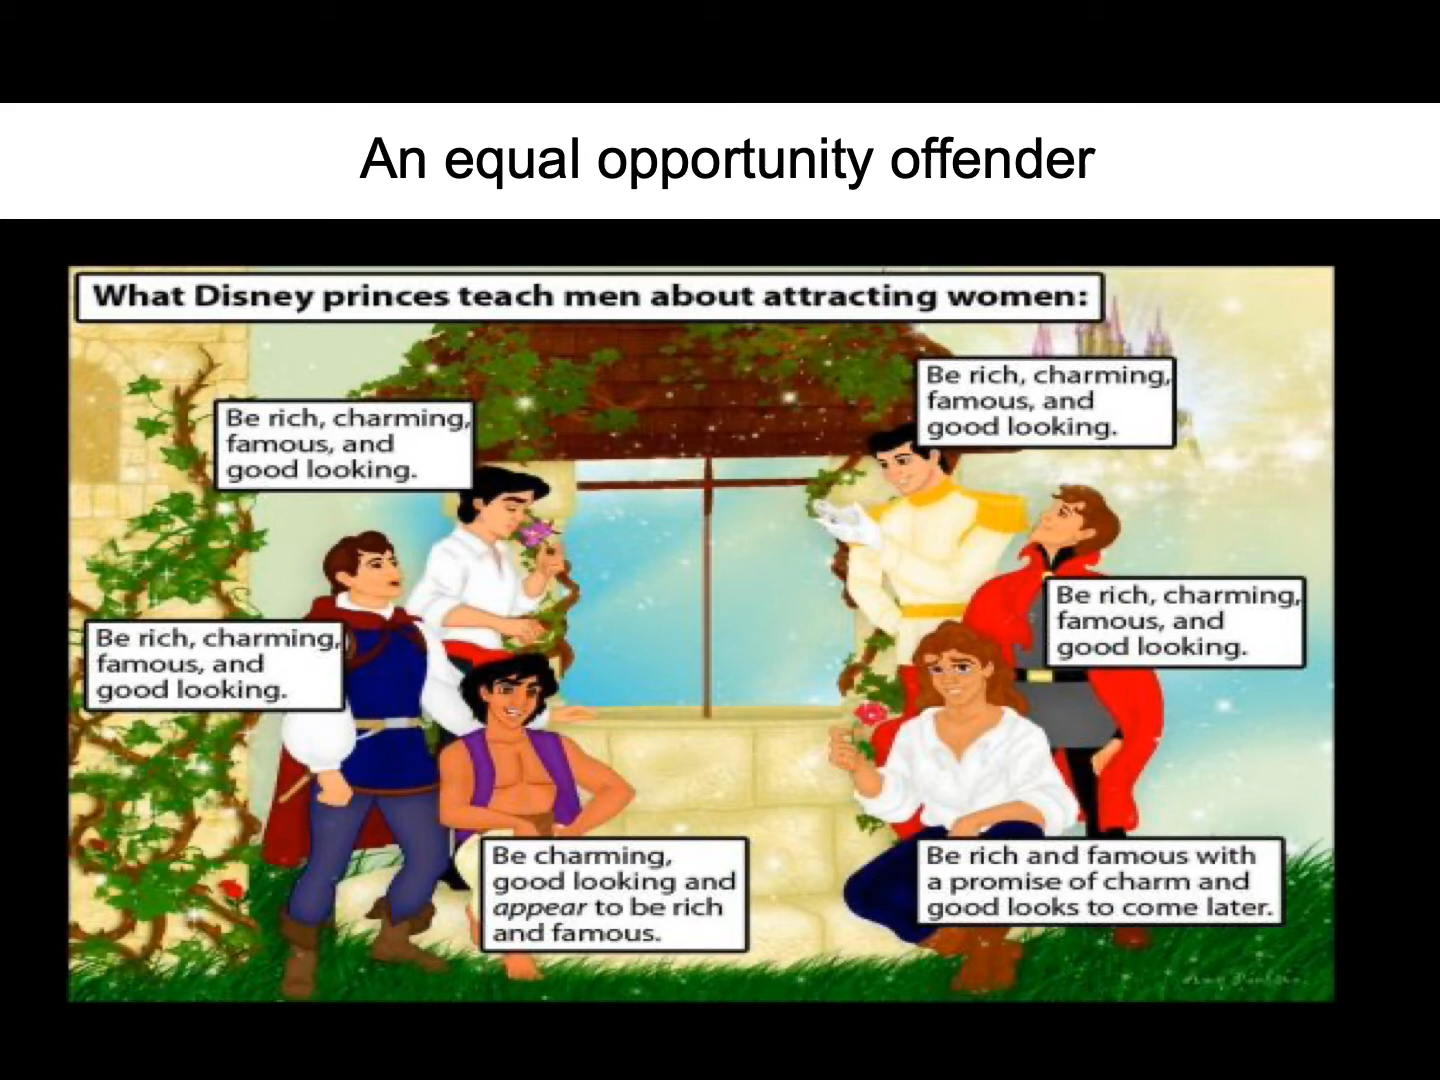 An equal opportunity offender
What Disney princes teach men about attracting women:
Be rich, charming,
famous, and
good looking.
Be rich, charming,
famous, and
good looking.
Be rich, charming,
famous, and
good looking.
Be rich, charming,
famous, and
good looking.
Be charming,
good looking and
appear to be rich
and famous.
Be rich and famous with
a promise of charm and
good looks to come later.